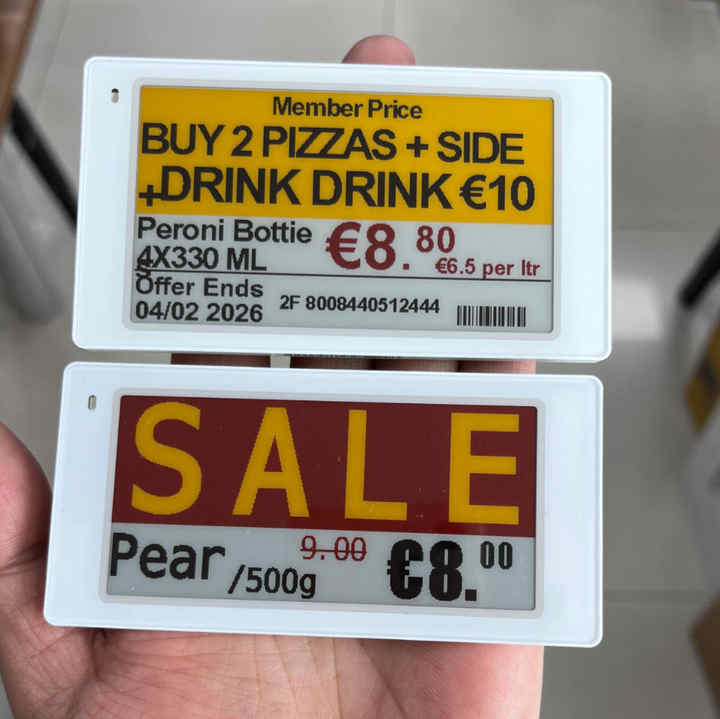 Member Price
BUY 2 PIZZAS + SIDE
+DRINK DRINK €10
Peroni Bottie
4X330 ML
s
€8.80
€6.5 per ltr
Offer Ends
04/02 2026
2F 8008440512444
SALE
Pear /500g
9.00
€8.00